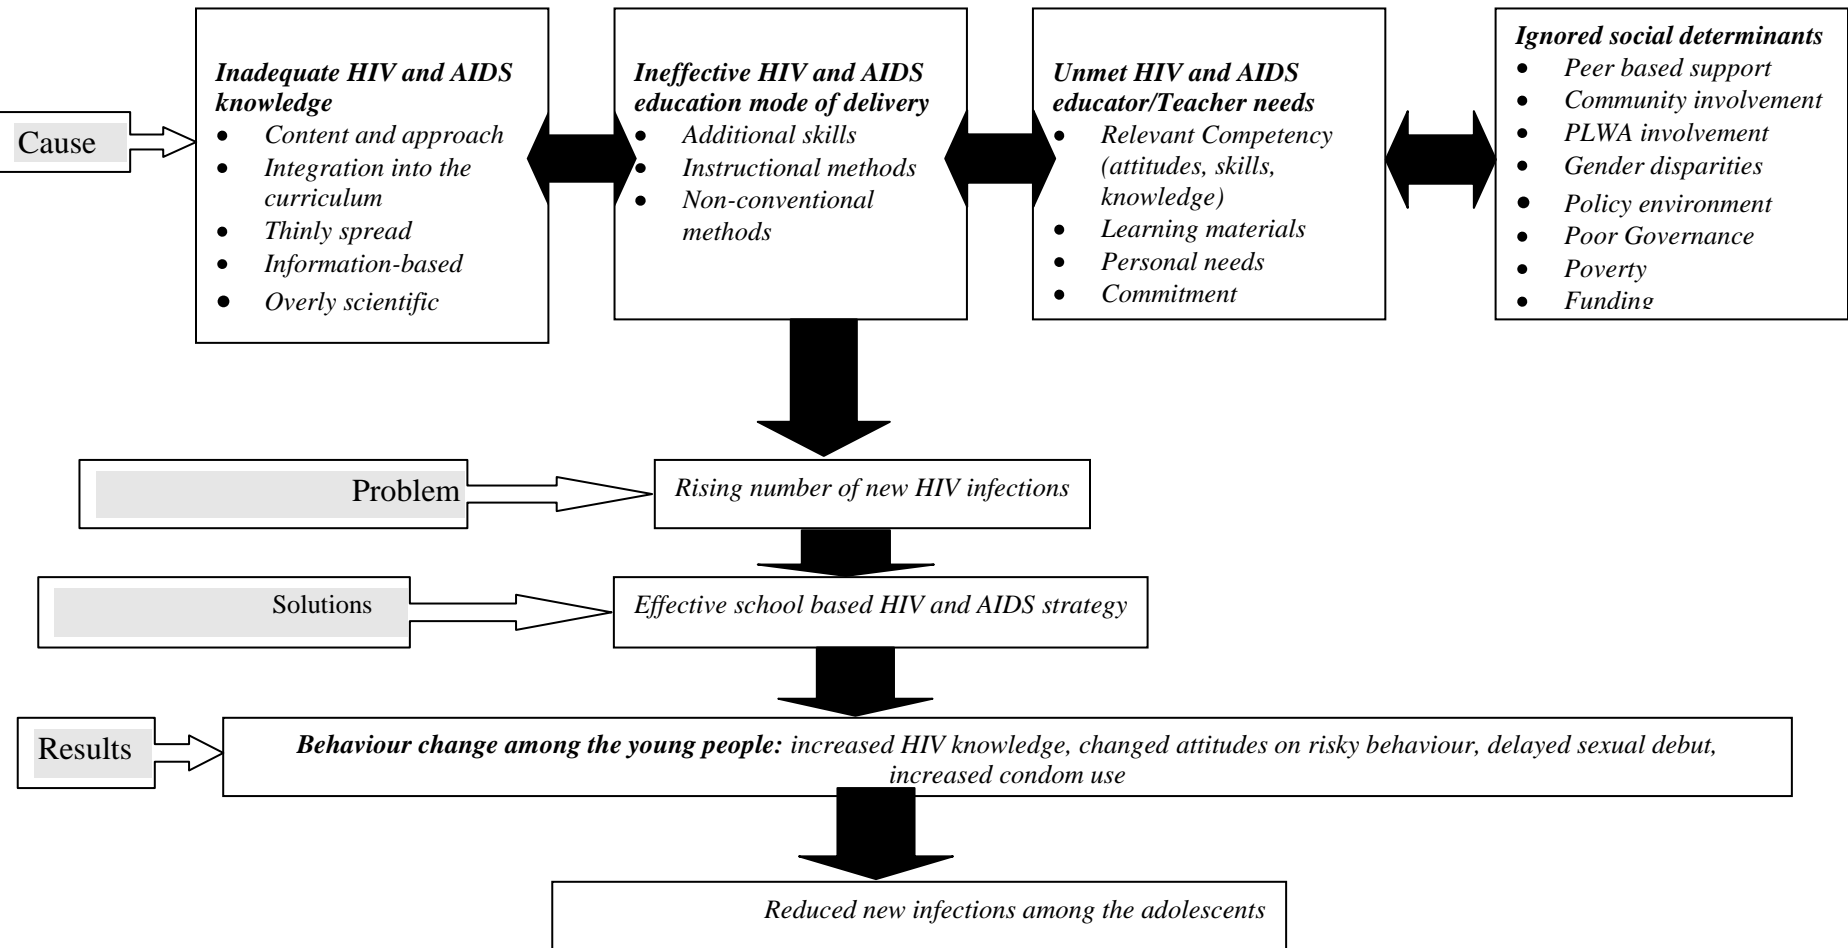 Cause
Inadequate HIV and AIDS
knowledge
• Content and approach
• Integration into the
curriculum
• Thinly spread
• Information-based
• Overly scientific
Ineffective HIV and AIDS
education mode of delivery
• Additional skills
• Instructional methods
• Non-conventional
methods
Unmet HIV and AIDS
educator/Teacher needs
• Relevant Competency
(attitudes, skills,
knowledge)
• Learning materials
• Personal needs
• Commitment
Ignored social determinants
• Peer based support
• Community involvement
• PLWA involvement
• Gender disparities
• Policy environment
• Poor Governance
• Poverty
• Funding
Problem
Rising number of new HIV infections
Solutions
Effective school based HIV and AIDS strategy
Results
Behaviour change among the young people: increased HIV knowledge, changed attitudes on risky behaviour, delayed sexual debut,
increased condom use
Reduced new infections among the adolescents